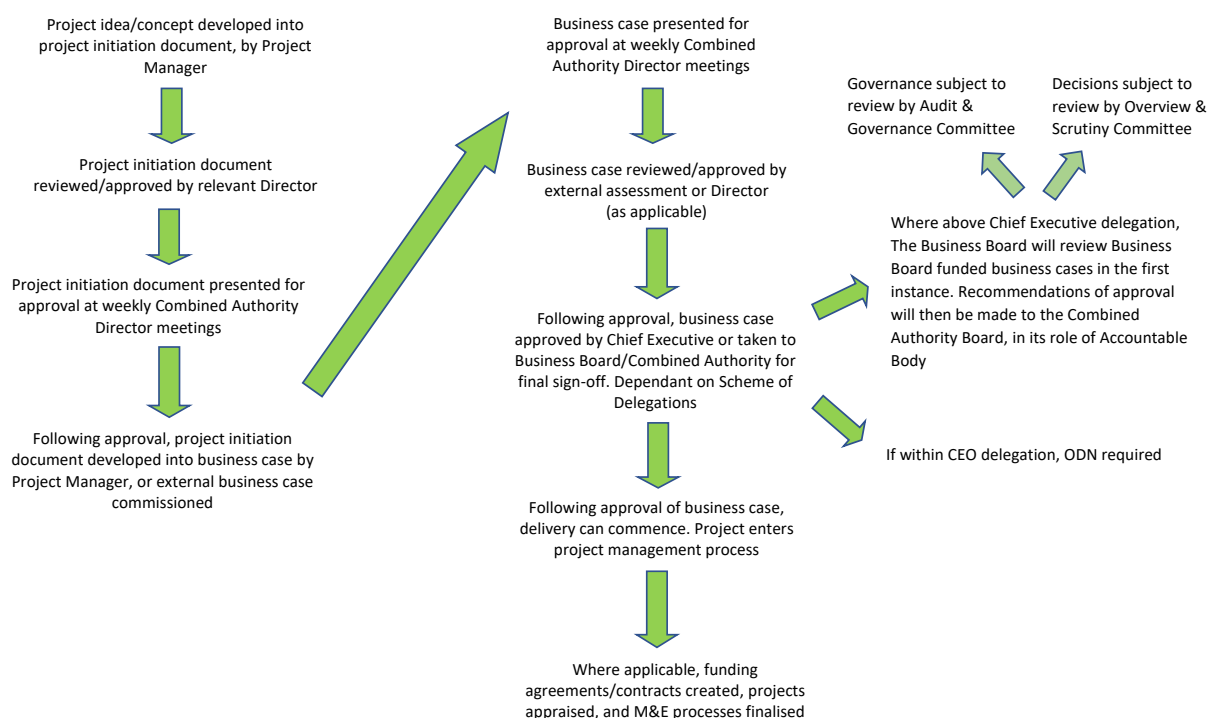 Project idea/concept developed into
project initiation document, by Project
Manager
Project initiation document
reviewed/approved by relevant Director
Project initiation document presented for
approval at weekly Combined Authority
Director meetings
Following approval, project initiation
document developed into business case by
Project Manager, or external business case
commissioned
Business case presented for
approval at weekly Combined
Authority Director meetings
Business case reviewed/approved by
external assessment or Director
(as applicable)
Following approval, business case
approved by Chief Executive or taken to
Business Board/Combined Authority for
final sign-off. Dependant on Scheme of
Delegations
Following approval of business case,
delivery can commence. Project enters
project management process
Where applicable, funding
agreements/contracts created, projects
appraised, and M&E processes finalised
Governance subject to
review by Audit &
Governance Committee
Decisions subject to
review by Overview &
Scrutiny Committee
Where above Chief Executive delegation,
The Business Board will review Business
Board funded business cases in the first
instance. Recommendations of approval
will then be made to the Combined
Authority Board, in its role of Accountable
Body
If within CEO delegation, ODN required